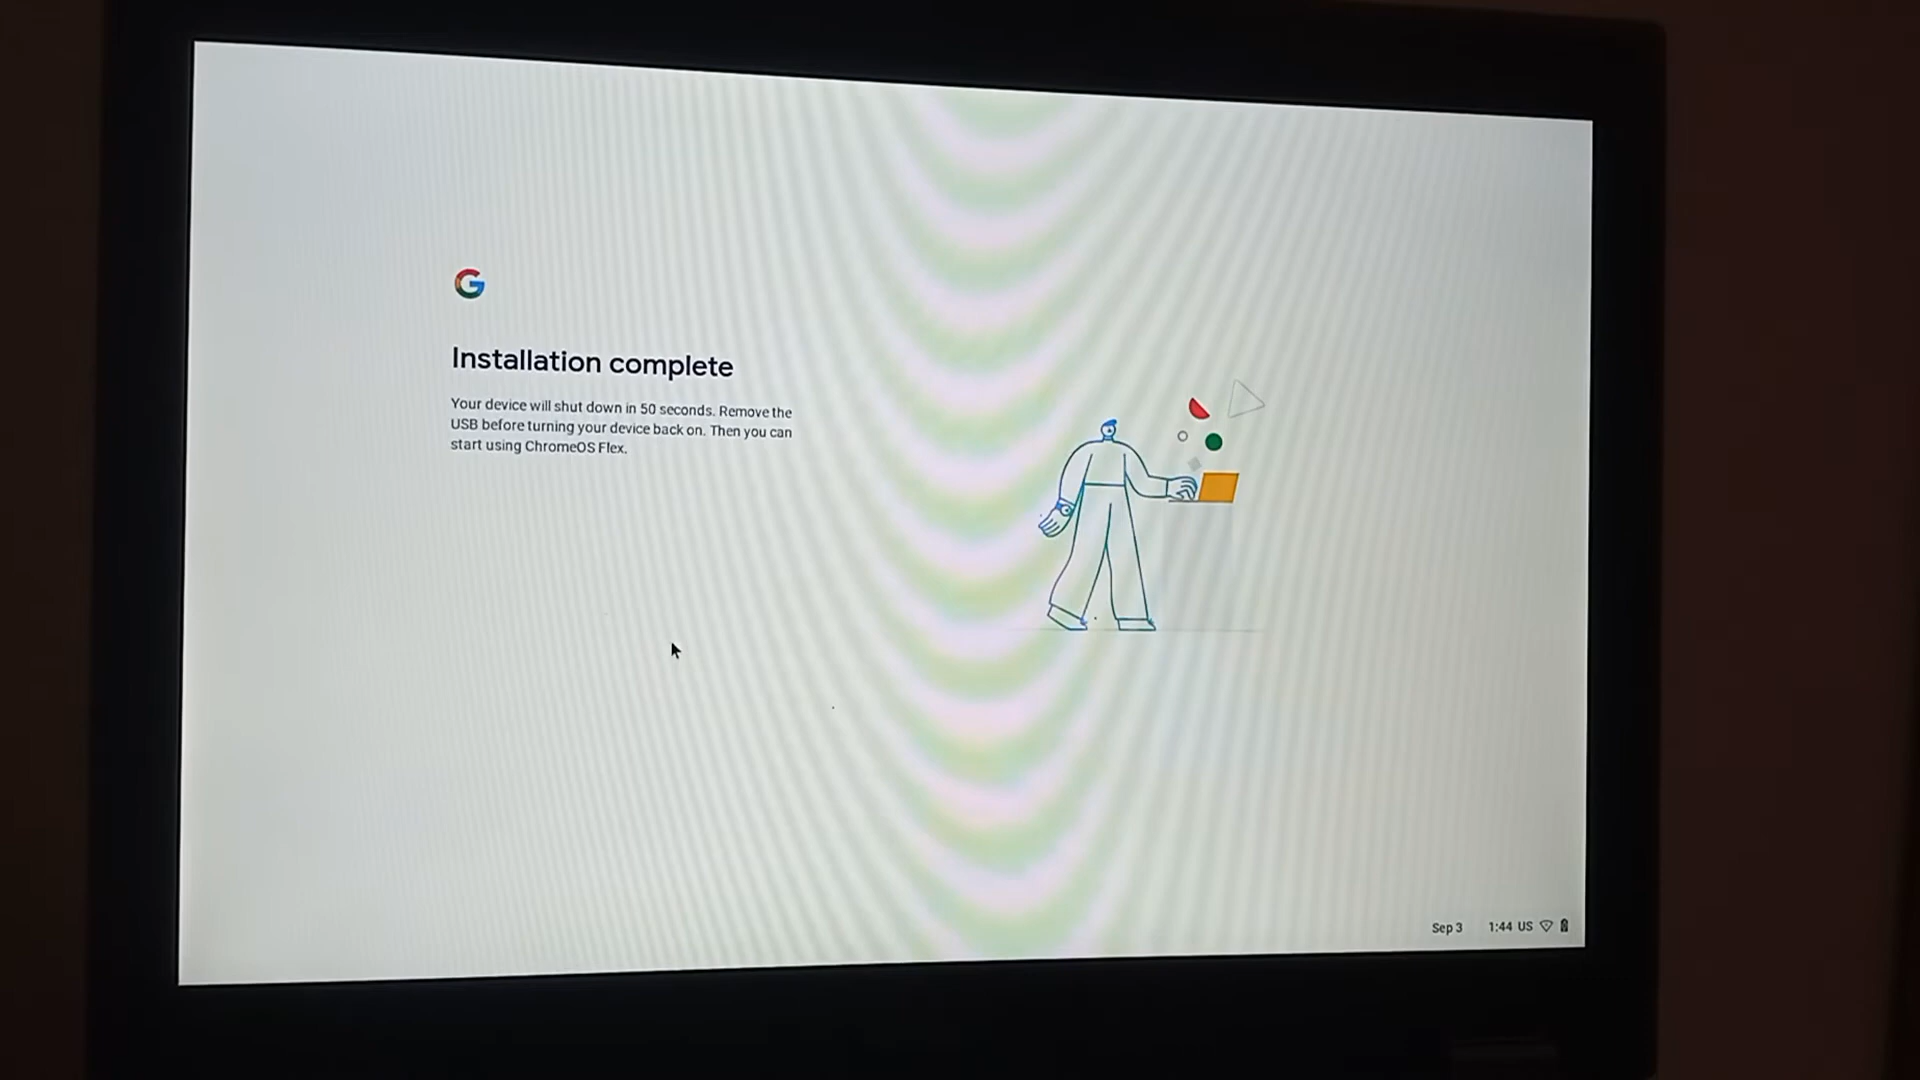 Installation complete
Your device will shut down in 50 seconds. Remove the
USB before turning your device back on. Then you can
start using ChromeOS Flex.
Sep 3 1:44 US